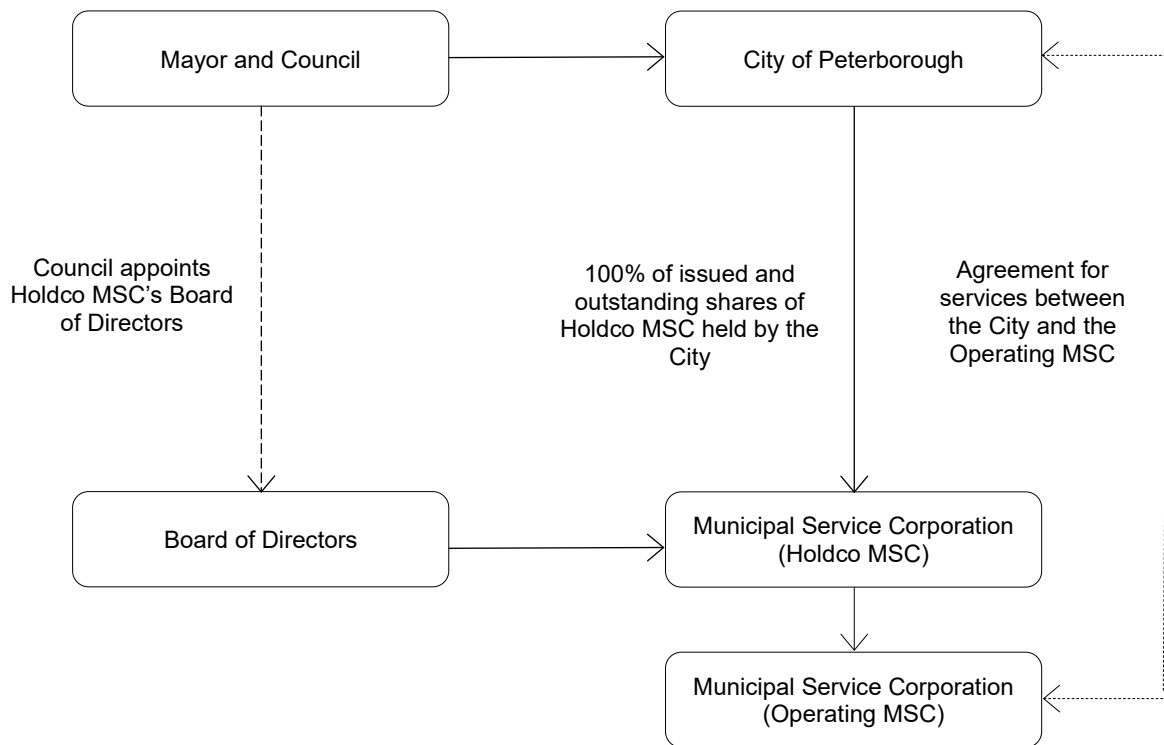 Mayor and Council
City of Peterborough
Council appoints
Holdco MSC’s Board
of Directors
100% of issued and
outstanding shares of
Holdco MSC held by the
City
Agreement for
services between
the City and the
Operating MSC
Board of Directors
Municipal Service Corporation
(Holdco MSC)
Municipal Service Corporation
(Operating MSC)